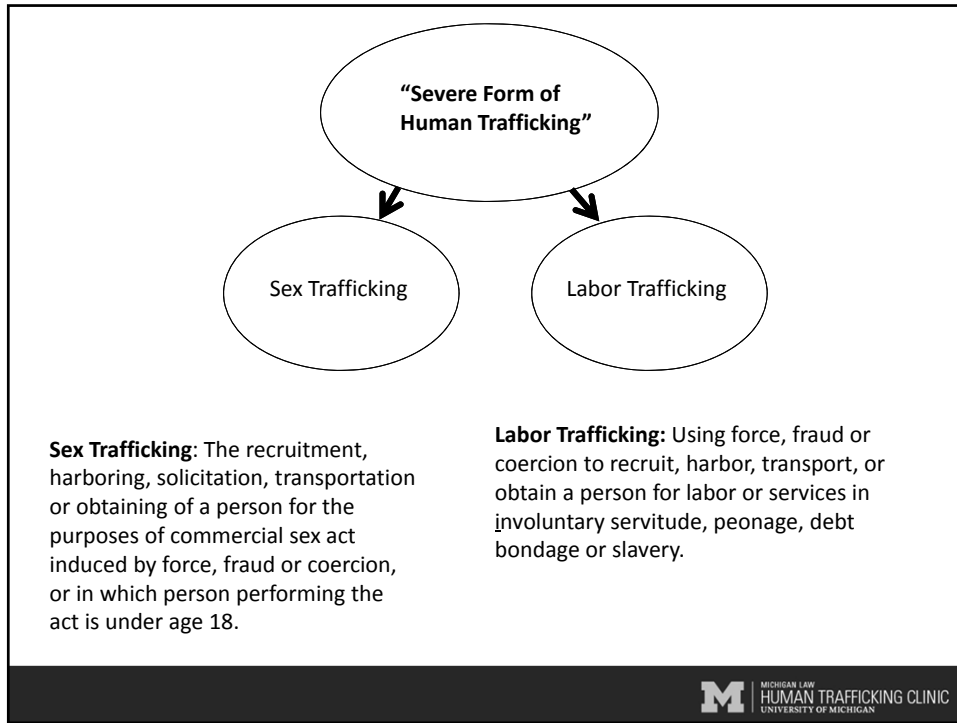 “Severe Form of
Human Trafficking”
Sex Trafficking
Labor Trafficking
Sex Trafficking: The recruitment,
harboring, solicitation, transportation
or obtaining of a person for the
purposes of commercial sex act
induced by force, fraud or coercion,
or in which person performing the
act is under age 18.
Labor Trafficking: Using force, fraud or
coercion to recruit, harbor, transport, or
obtain a person for labor or services in
involuntary servitude, peonage, debt
bondage or slavery.
M
MICHIGAN LAW
HUMAN TRAFFICKING CLINIC
UNIVERSITY OF MICHIGAN